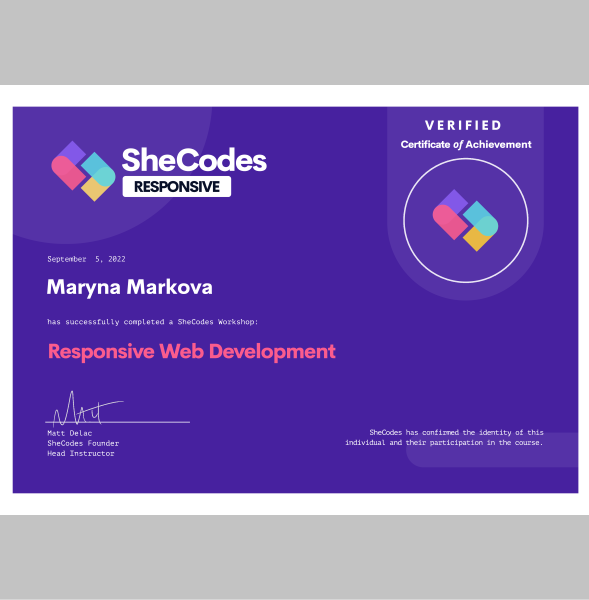 SheCodes
RESPONSIVE
VERIFIED
Certificate of Achievement
September 5, 2022
Maryna Markova
has successfully completed a SheCodes Workshop:
Responsive Web Development
Matt Delac
SheCodes Founder
Head Instructor
SheCodes has confirmed the identity of this
individual and their participation in the course.